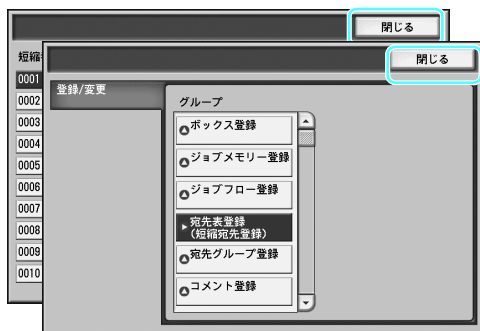 閉じる
短縮
閉じる
0001
0002
0003
0004
0005
0006
0007
0008
0009
0010
登録/変更
グループ
ボックス登録
ジョブメモリー登録
ジョブフロー登録
宛先表登録
(短縮宛先登録)
宛先グループ登録
コメント登録